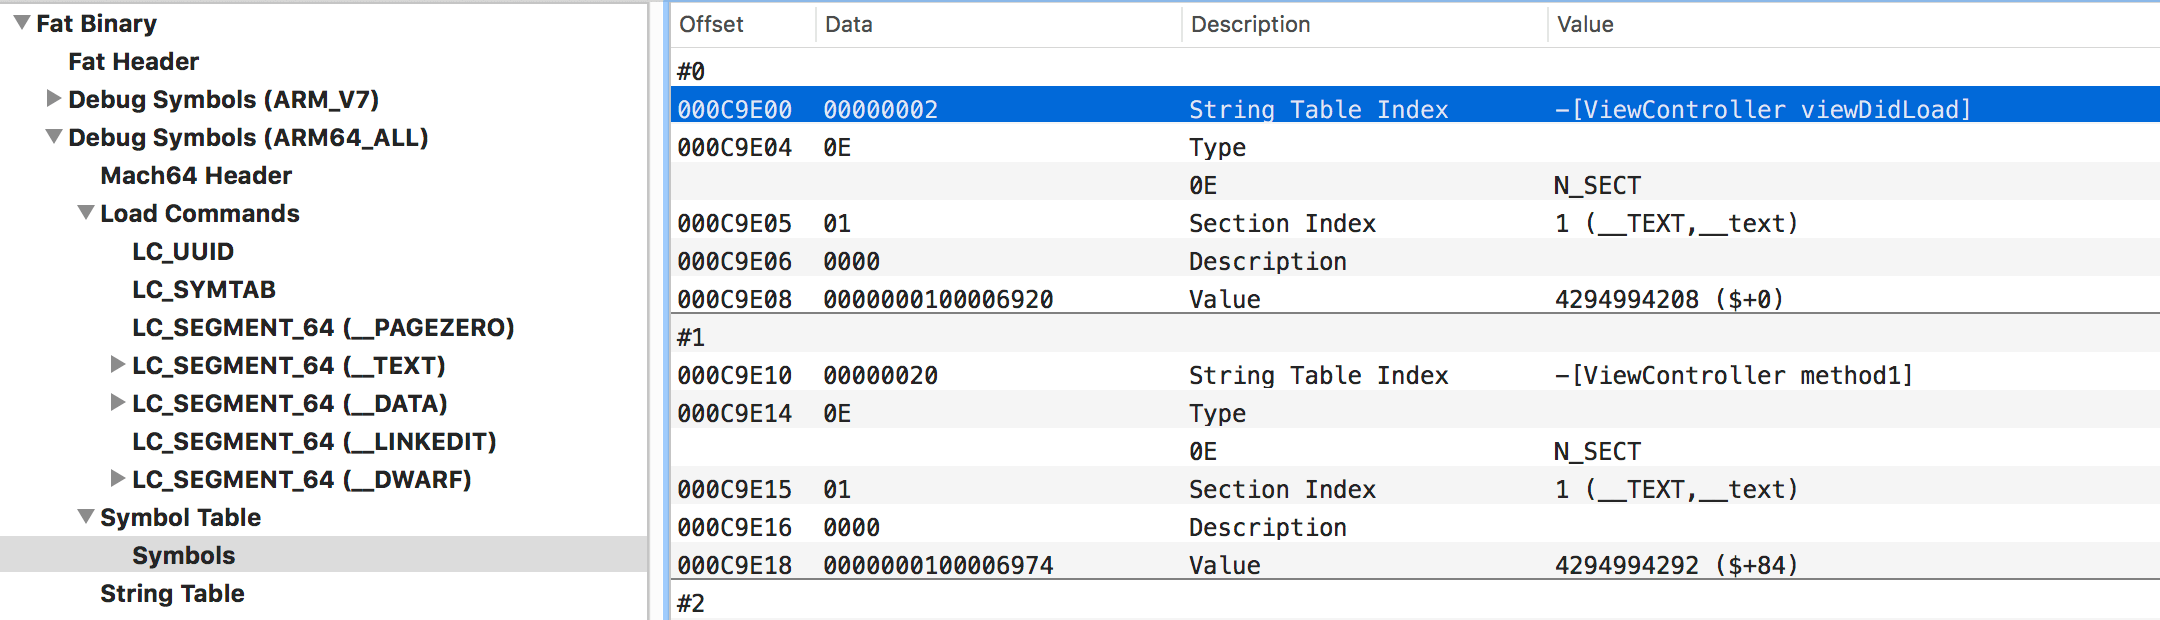 Fat Binary
Fat Header
Debug Symbols (ARM_V7)
Debug Symbols (ARM64_ALL)
Mach64 Header
Load Commands
LC_UUID
LC_SYMTAB
LC_SEGMENT_64 (__PAGEZERO)
LC_SEGMENT_64 (__TEXT)
LC_SEGMENT_64 (__DATA)
LC_SEGMENT_64 (__LINKEDIT)
LC_SEGMENT_64 (__DWARF)
Symbol Table
Symbols
String Table
Offset Data Description Value
#0
000C9E00 00000002 String Table Index -[ViewController viewDidLoad]
000C9E04 0E Type
0E N_SECT
000C9E05 01 Section Index 1 (__TEXT,__text)
000C9E06 0000 Description
000C9E08 0000000100006920 Value 4294994208 ($+0)
#1
000C9E10 00000020 String Table Index -[ViewController method1]
000C9E14 0E Type
0E N_SECT
000C9E15 01 Section Index 1 (__TEXT,__text)
000C9E16 0000 Description
000C9E18 0000000100006974 Value 4294994292 ($+84)
#2